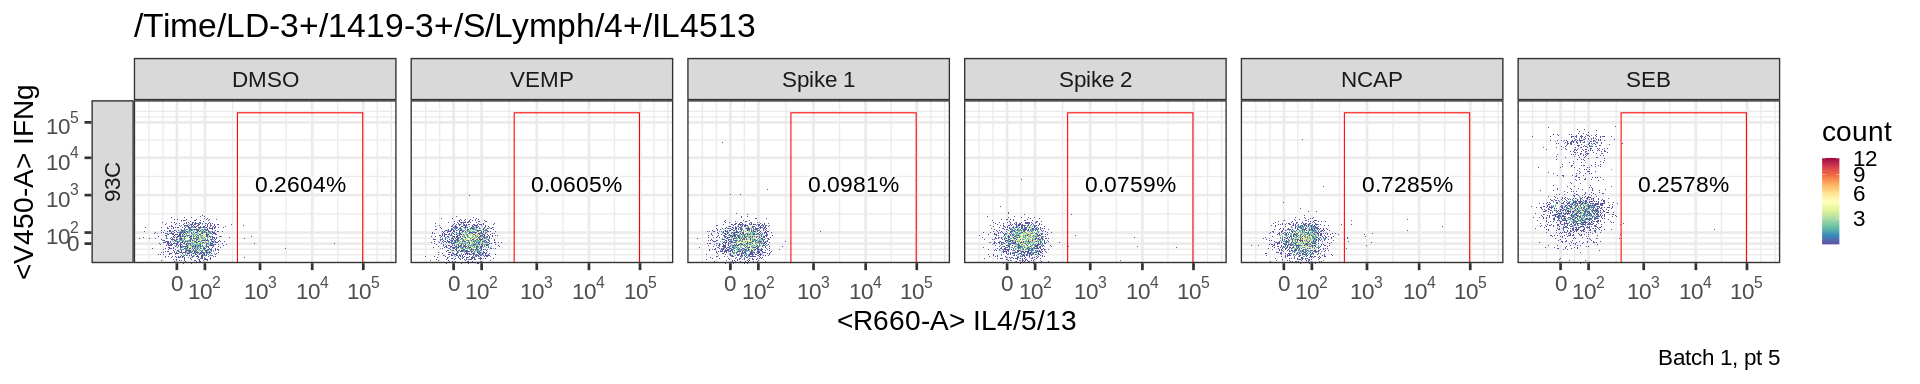 /Time/LD-3+/1419-3+/S/Lymph/4+/IL4513
DMSO VEMP Spike 1 Spike 2 NCAP SEB
<V450-A> IFNg
93C
10^5
10^4
10^3
10^2
0
0.2604% 0.0605% 0.0981% 0.0759% 0.7285% 0.2578%
0 10^2 10^3 10^4 10^5 0 10^2 10^3 10^4 10^5 0 10^2 10^3 10^4 10^5 0 10^2 10^3 10^4 10^5 0 10^2 10^3 10^4 10^5 0 10^2 10^3 10^4 10^5
<R660-A> IL4/5/13
count
12
9
6
3
Batch 1, pt 5